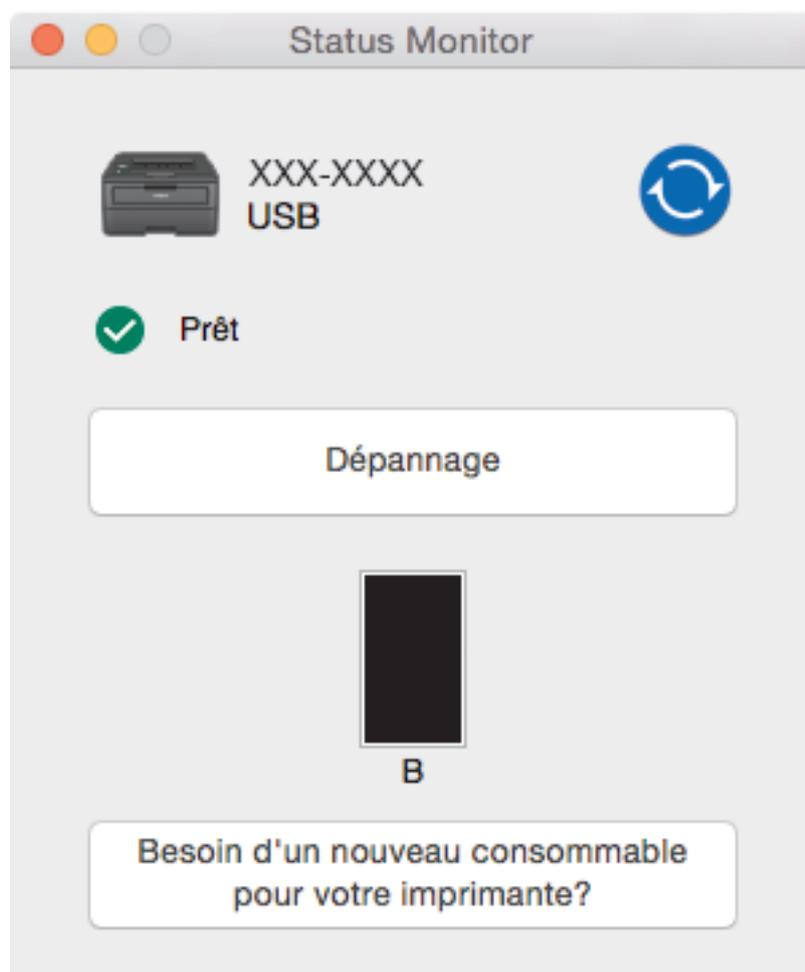 Status Monitor
XXX-XXXX
USB
Prêt
Dépannage
B
Besoin d'un nouveau consommable
pour votre imprimante?